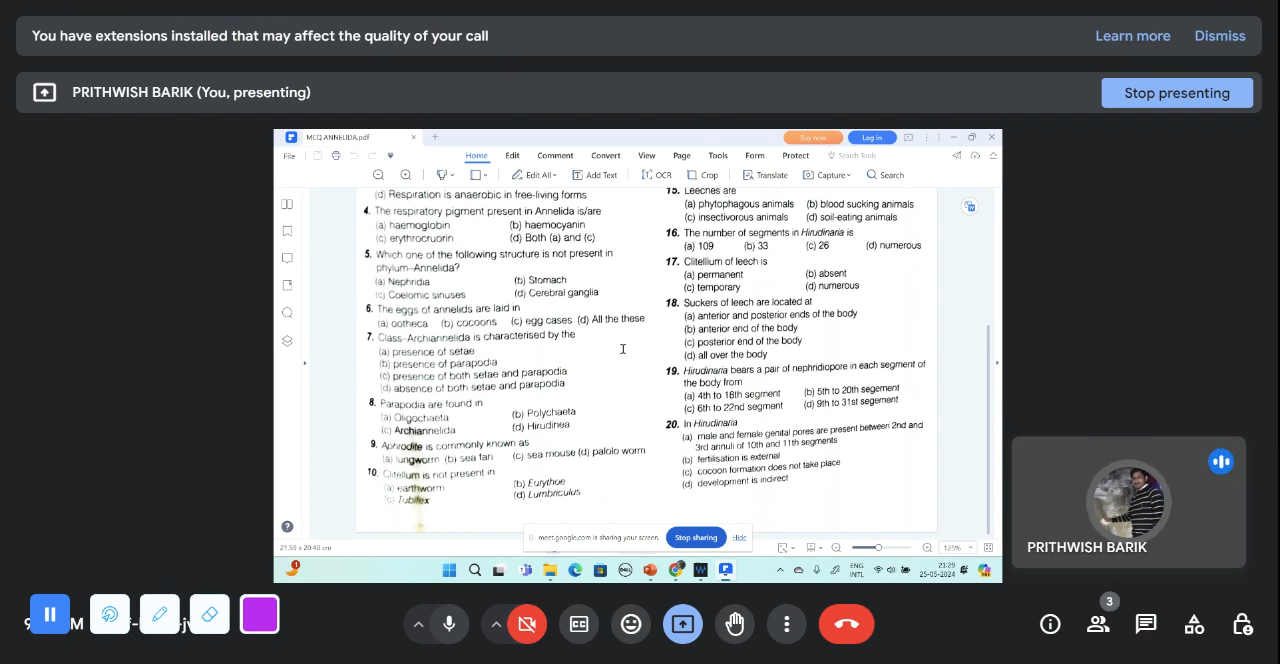 You have extensions installed that may affect the quality of your call
Learn more
Dismiss
PRITHWISH BARIK (You, presenting)
Stop presenting
MCQ ANNELIDA.pdf
Buy now
Log in
File
Home
Edit
Comment
Convert
View
Page
Tools
Form
Protect
Search Tools
Edit All
Add Text
OCR
Crop
Translate
Capture
Search
(d) Respiration is anaerobic in free-living forms
4. The respiratory pigment present in Annelida is/are
(a) haemoglobin (b) haemocyanin
(c) erythrocruorin (d) Both (a) and (c)
5. Which one of the following structure is not present in
phylum-Annelida?
(a) Nephridia (b) Stomach
(c) Coelomic sinuses (d) Cerebral ganglia
6. The eggs of annelids are laid in
(a) ootheca (b) cocoons (c) egg cases (d) All the these
7. Class-Archiannelida is characterised by the
(a) presence of setae
(b) presence of parapodia
(c) presence of both setae and parapodia
(d) absence of both setae and parapodia
8. Parapodia are found in
(a) Oligochaeta (b) Polychaeta
(c) Archiannelida (d) Hirudinea
9. Aphrodite is commonly known as
(a) lungworm (b) sea fan (c) sea mouse (d) palolo worm
10. Clitellum is not present in
(a) earthworm (b) Eurythoe
(c) Tubifex (d) Lumbriculus
15. Leeches are
(a) phytophagous animals (b) blood sucking animals
(c) insectivorous animals (d) soil-eating animals
16. The number of segments in Hirudinaria is
(a) 109 (b) 33 (c) 26 (d) numerous
17. Clitellium of leech is
(a) permanent (b) absent
(c) temporary (d) numerous
18. Suckers of leech are located at
(a) anterior and posterior ends of the body
(b) anterior end of the body
(c) posterior end of the body
(d) all over the body
19. Hirudinaria bears a pair of nephridiopore in each segment of
the body from
(a) 4th to 18th segment (b) 5th to 20th segement
(c) 6th to 22nd segment (d) 9th to 31st segement
20. In Hirudinaria
(a) male and female genital pores are present between 2nd and
3rd annuli of 10th and 11th segments
(b) fertilisation is external
(c) cocoon formation does not take place
(d) development is indirect
meet.google.com is sharing your screen.
Stop sharing
Hide
21.59 x 20.40 cm
125%
ENG
INTL
23:29
25-05-2024
PRITHWISH BARIK
3